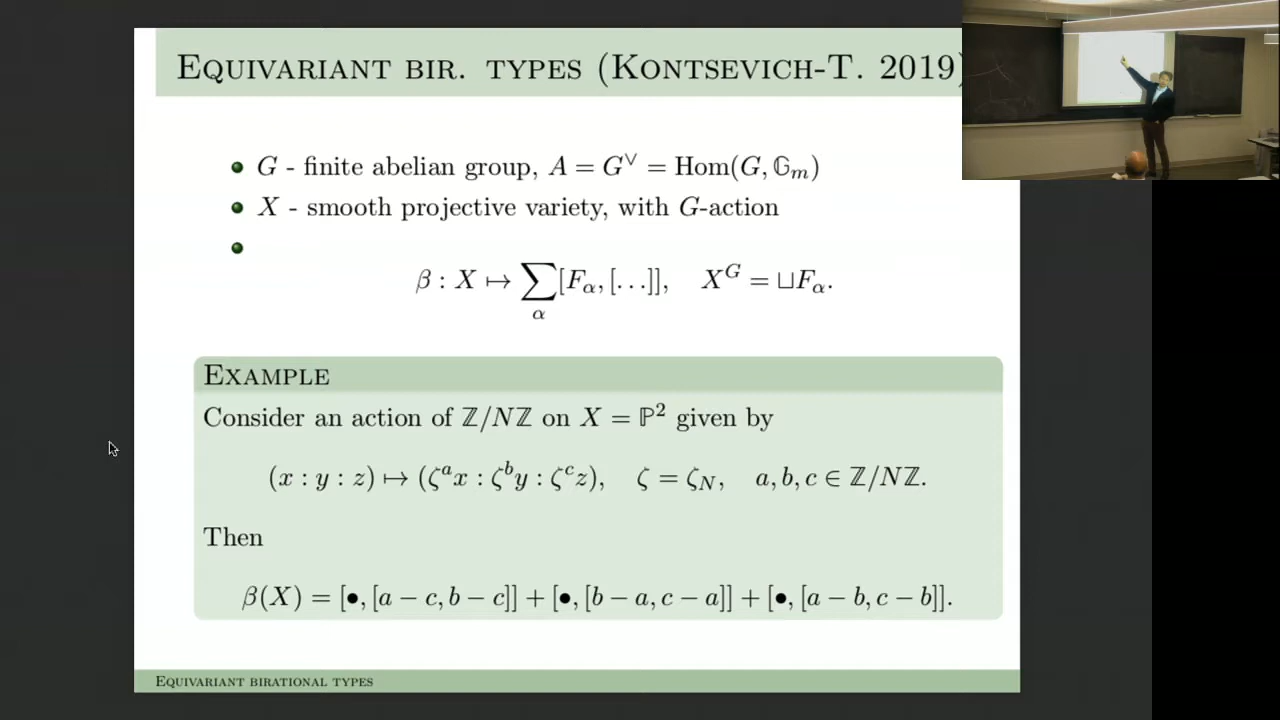 EQUIVARIANT BIR. TYPES (KONTSEVICH-T. 2019)
G - finite abelian group, A = G^∨ = Hom(G, 𝔾_m)
X - smooth projective variety, with G-action
β : X ↦ ∑_α [F_α, [...]], X^G = ⊔F_α.
EXAMPLE
Consider an action of ℤ/Nℤ on X = ℙ² given by
(x : y : z) ↦ (ζ^a x : ζ^b y : ζ^c z), ζ = ζ_N, a, b, c ∈ ℤ/Nℤ.
Then
β(X) = [•, [a − c, b − c]] + [•, [b − a, c − a]] + [•, [a − b, c − b]].
EQUIVARIANT BIRATIONAL TYPES